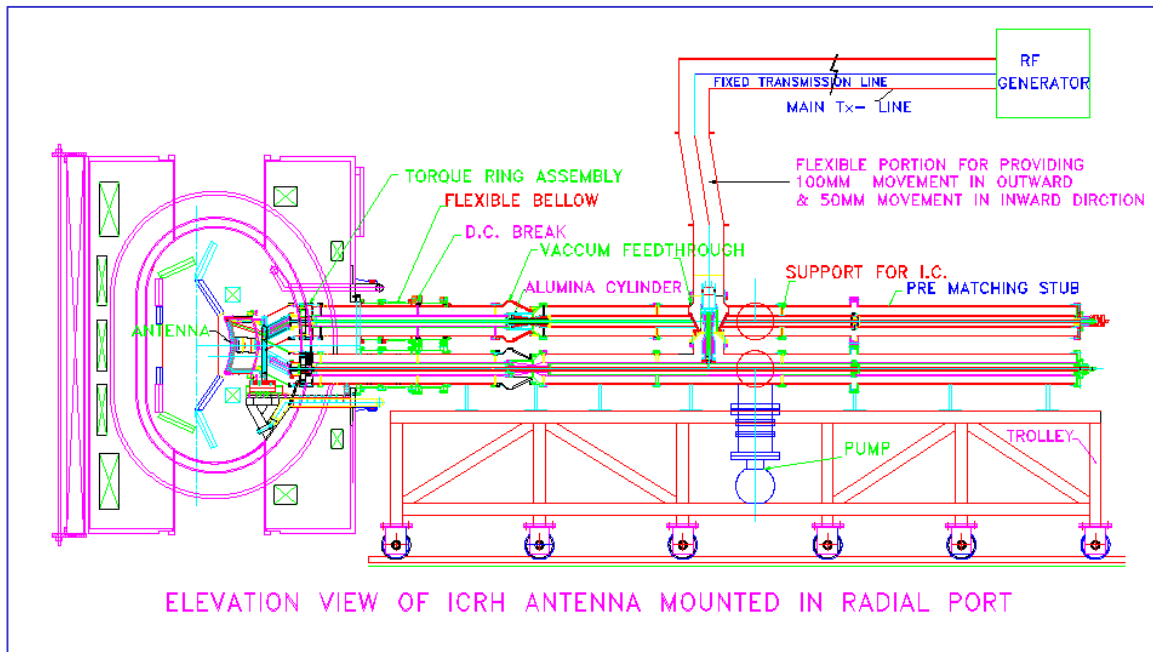 RF
GENERATOR
FIXED TRANSMISSION LINE
MAIN Tx- LINE
FLEXIBLE PORTION FOR PROVIDING
100MM MOVEMENT IN OUTWARD
& 50MM MOVEMENT IN INWARD DIRCTION
TORQUE RING ASSEMBLY
FLEXIBLE BELLOW
D.C. BREAK
VACCUM FEEDTHROUGH
ALUMINA CYLINDER
SUPPORT FOR I.C.
PRE MATCHING STUB
ANTENNA
PUMP
TROLLEY
ELEVATION VIEW OF ICRH ANTENNA MOUNTED IN RADIAL PORT